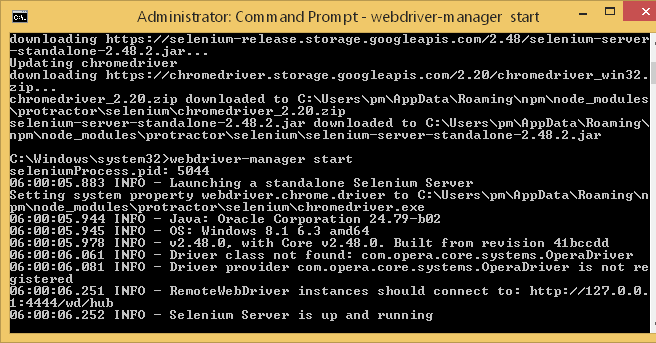 Administrator: Command Prompt - webdriver-manager start
downloading https://selenium-release.storage.googleapis.com/2.48/selenium-server
-standalone-2.48.2.jar...
Updating chromedriver
downloading https://chromedriver.storage.googleapis.com/2.20/chromedriver_win32.
zip...
chromedriver_2.20.zip downloaded to C:\Users\pm\AppData\Roaming\npm\node_modules
\protractor\selenium\chromedriver_2.20.zip
selenium-server-standalone-2.48.2.jar downloaded to C:\Users\pm\AppData\Roaming\
npm\node_modules\protractor\selenium\selenium-server-standalone-2.48.2.jar
C:\Windows\system32>webdriver-manager start
seleniumProcess.pid: 5044
06:00:05.883 INFO - Launching a standalone Selenium Server
Setting system property webdriver.chrome.driver to C:\Users\pm\AppData\Roaming\n
pm\node_modules\protractor\selenium\chromedriver.exe
06:00:05.944 INFO - Java: Oracle Corporation 24.79-b02
06:00:05.945 INFO - OS: Windows 8.1 6.3 amd64
06:00:05.978 INFO - v2.48.0, with Core v2.48.0. Built from revision 41bccdd
06:00:06.061 INFO - Driver class not found: com.opera.core.systems.OperaDriver
06:00:06.081 INFO - Driver provider com.opera.core.systems.OperaDriver is not re
gistered
06:00:06.251 INFO - RemoteWebDriver instances should connect to: http://127.0.0.
1:4444/wd/hub
06:00:06.252 INFO - Selenium Server is up and running